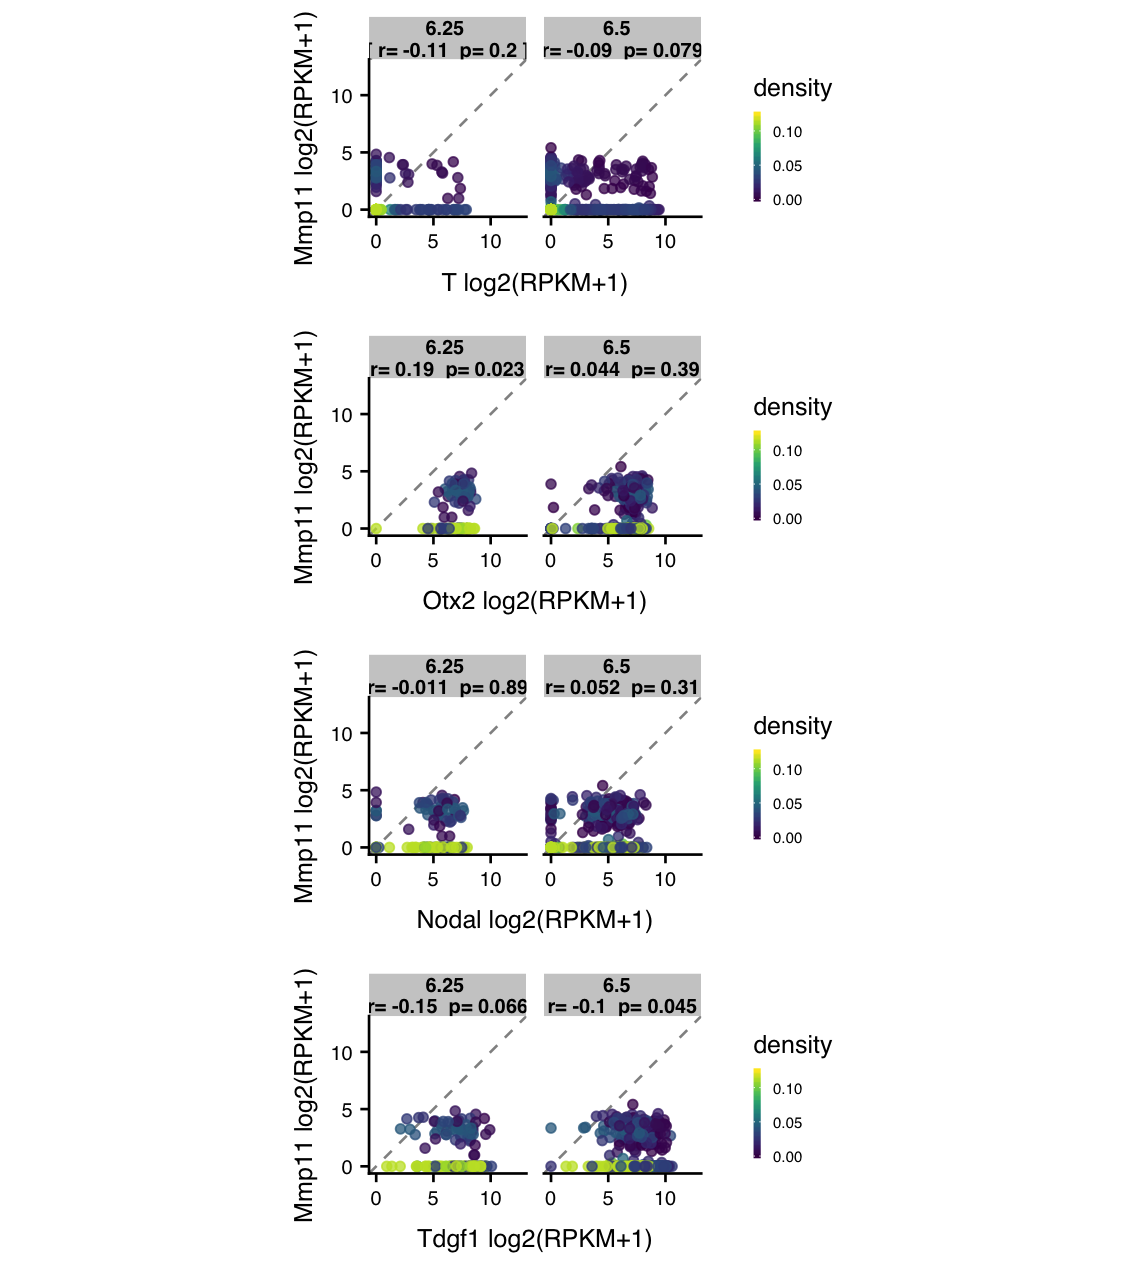 6.25
[ r= -0.11  p= 0.2 ]
6.5
r= -0.09  p= 0.079
Mmp11 log2(RPKM+1)
10
5
0
0 5 10
0 5 10
T log2(RPKM+1)
density
0.10
0.05
0.00
6.25
r= 0.19  p= 0.023
6.5
r= 0.044  p= 0.39
Mmp11 log2(RPKM+1)
10
5
0
0 5 10
0 5 10
Otx2 log2(RPKM+1)
density
0.10
0.05
0.00
6.25
r= -0.011  p= 0.89
6.5
r= 0.052  p= 0.31
Mmp11 log2(RPKM+1)
10
5
0
0 5 10
0 5 10
Nodal log2(RPKM+1)
density
0.10
0.05
0.00
6.25
r= -0.15  p= 0.066
6.5
r= -0.1  p= 0.045
Mmp11 log2(RPKM+1)
10
5
0
0 5 10
0 5 10
Tdgf1 log2(RPKM+1)
density
0.10
0.05
0.00